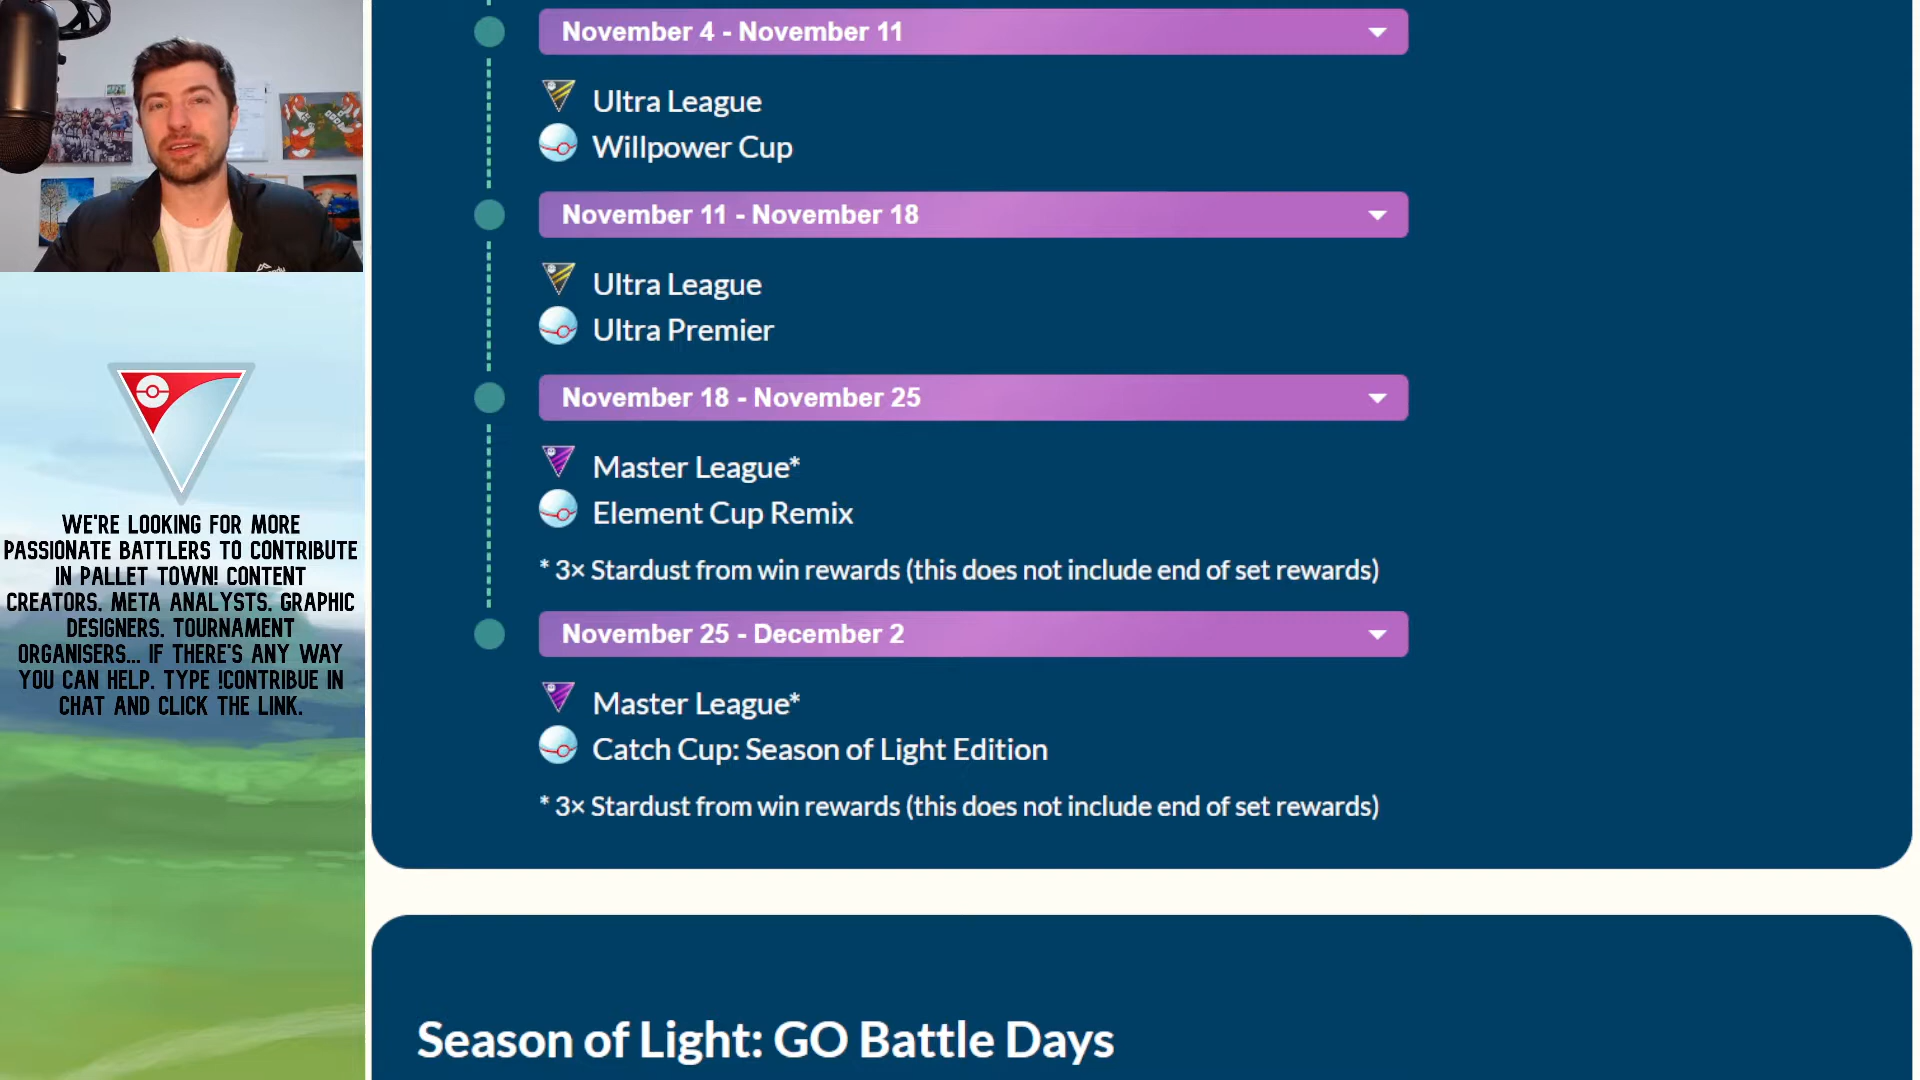 WE'RE LOOKING FOR MORE
PASSIONATE BATTLERS TO CONTRIBUTE
IN PALLET TOWN! CONTENT
CREATORS. META ANALYSTS. GRAPHIC
DESIGNERS. TOURNAMENT
ORGANISERS... IF THERE'S ANY WAY
YOU CAN HELP. TYPE !CONTRIBUE IN
CHAT AND CLICK THE LINK.
November 4 - November 11
Ultra League
Willpower Cup
November 11 - November 18
Ultra League
Ultra Premier
November 18 - November 25
Master League*
Element Cup Remix
* 3× Stardust from win rewards (this does not include end of set rewards)
November 25 - December 2
Master League*
Catch Cup: Season of Light Edition
* 3× Stardust from win rewards (this does not include end of set rewards)
Season of Light: GO Battle Days